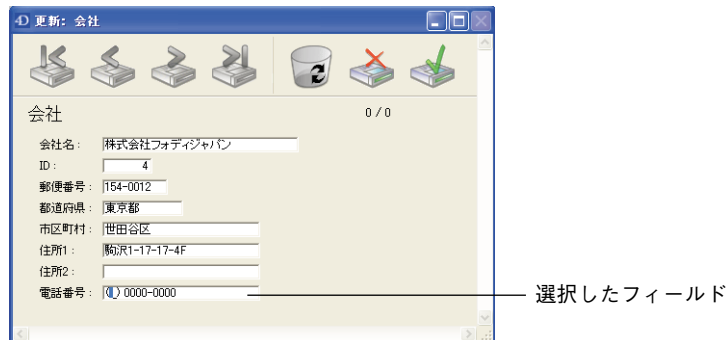 4D 更新: 会社
会社
0 / 0
会社名: 株式会社フォディジャパン
ID: 4
郵便番号: 154-0012
都道府県: 東京都
市区町村: 世田谷区
住所1: 駒沢1-17-17-4F
住所2:
電話番号: ( ) 0000-0000
選択したフィールド